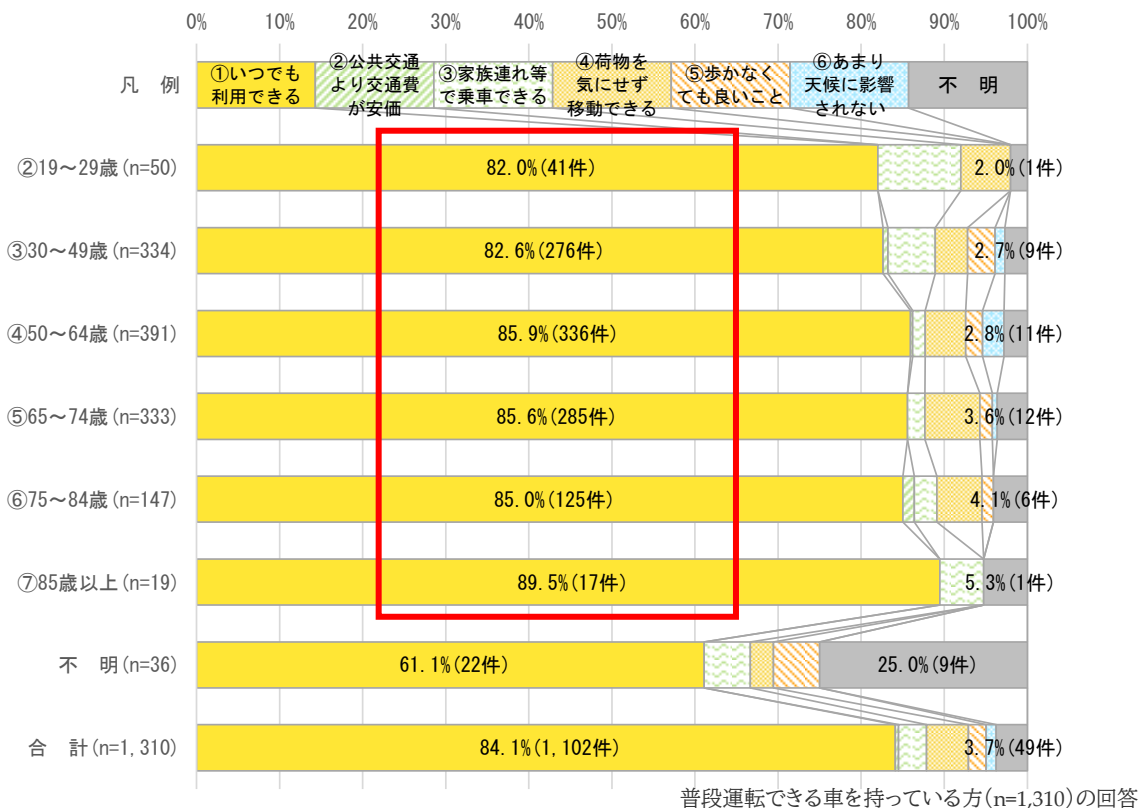 0% 10% 20% 30% 40% 50% 60% 70% 80% 90% 100%
凡　例
①いつでも
利用できる
②公共交通
より交通費
が安価
③家族連れ等
で乗車できる
④荷物を
気にせず
移動できる
⑤歩かなく
ても良いこと
⑥あまり
天候に影響
されない
不　明
②19～29歳(n=50) 82.0%(41件) 2.0%(1件)
③30～49歳(n=334) 82.6%(276件) 2.7%(9件)
④50～64歳(n=391) 85.9%(336件) 2.8%(11件)
⑤65～74歳(n=333) 85.6%(285件) 3.6%(12件)
⑥75～84歳(n=147) 85.0%(125件) 4.1%(6件)
⑦85歳以上(n=19) 89.5%(17件) 5.3%(1件)
不　明(n=36) 61.1%(22件) 25.0%(9件)
合　計(n=1,310) 84.1%(1,102件) 3.7%(49件)
普段運転できる車を持っている方(n=1,310)の回答